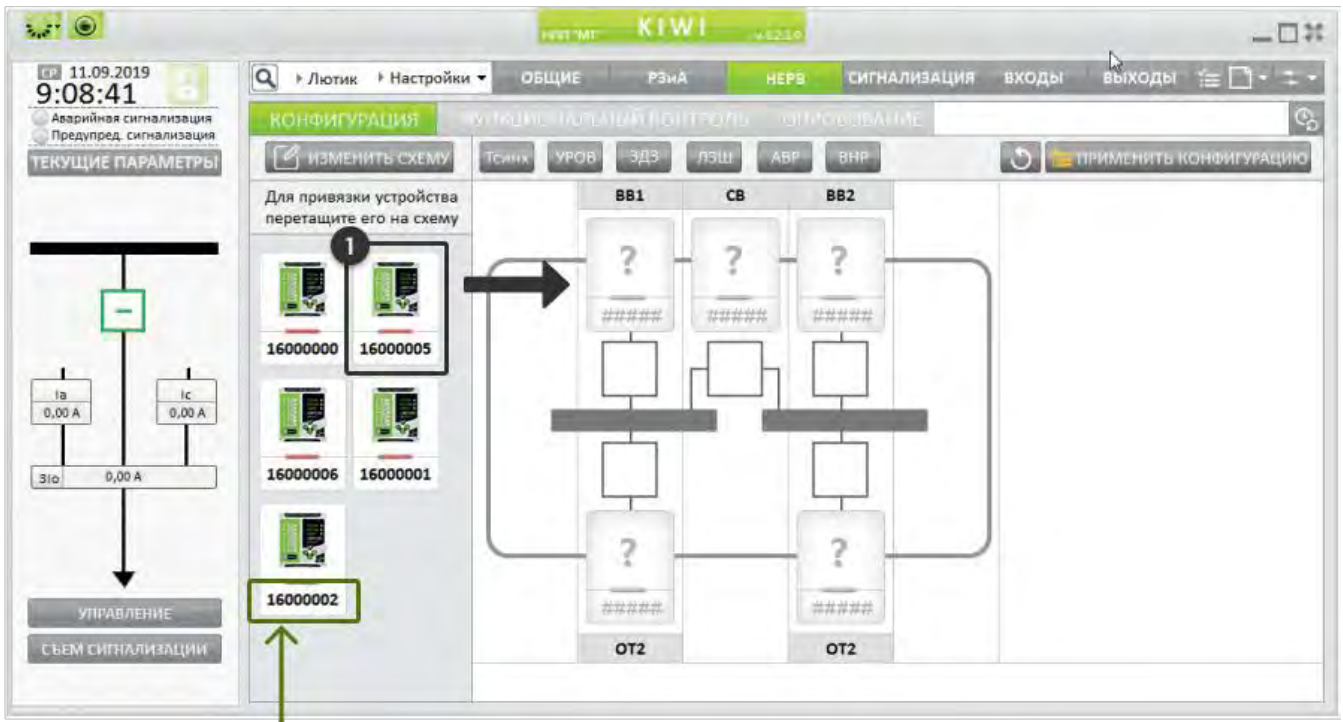 KIWI
СР 11.09.2019
9:08:41
Аварийная сигнализация
Предупред. сигнализация
ТЕКУЩИЕ ПАРАМЕТРЫ
Ia
0,00 А
Ic
0,00 А
3Io 0,00 А
УПРАВЛЕНИЕ
СЪЕМ СИГНАЛИЗАЦИИ
Лютик Настройки
ОБЩИЕ РЗиА НЕРВ СИГНАЛИЗАЦИЯ ВХОДЫ ВЫХОДЫ
КОНФИГУРАЦИЯ ФУНКЦИОНАЛЬНЫЙ КОНТРОЛЬ
ИЗМЕНИТЬ СХЕМУ
Тсинх УРОВ ЗДЗ ЛЗШ АВР ВНР
ПРИМЕНИТЬ КОНФИГУРАЦИЮ
Для привязки устройства
перетащите его на схему
1
16000000 16000005
16000006 16000001
16000002
ВВ1 СВ ВВ2
? ? ?
##### ##### #####
? ?
##### #####
ОТ2 ОТ2